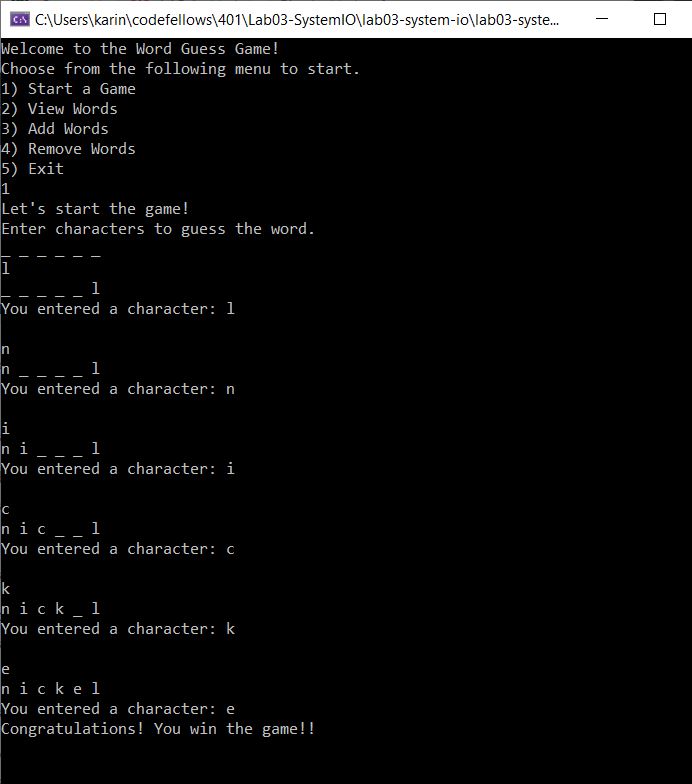 C:\Users\karin\codefellows\401\Lab03-SystemIO\lab03-system-io\lab03-syste...
Welcome to the Word Guess Game!
Choose from the following menu to start.
1) Start a Game
2) View Words
3) Add Words
4) Remove Words
5) Exit
1
Let's start the game!
Enter characters to guess the word.
_ _ _ _ _ _
l
_ _ _ _ _ l
You entered a character: l
n
n _ _ _ _ l
You entered a character: n
i
n i _ _ _ l
You entered a character: i
c
n i c _ _ l
You entered a character: c
k
n i c k _ l
You entered a character: k
e
n i c k e l
You entered a character: e
Congratulations! You win the game!!